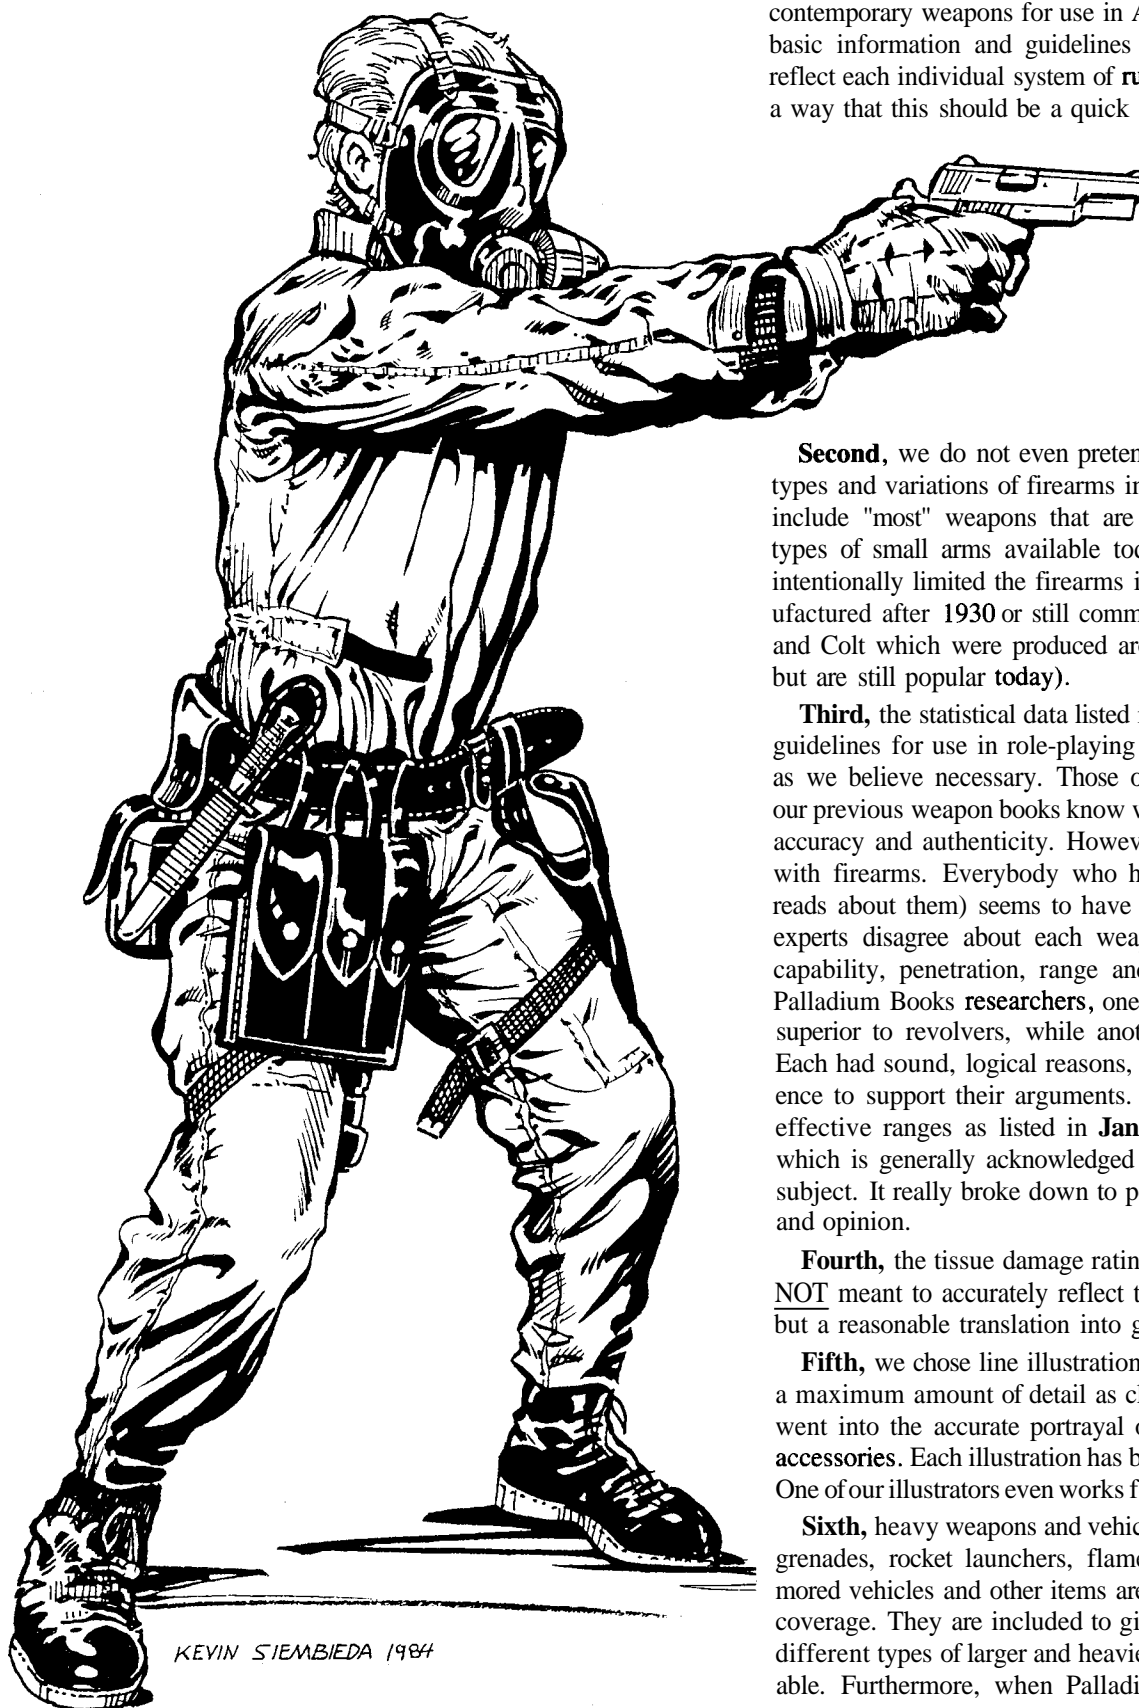 contemporary weapons for use in A
basic information and guidelines
reflect each individual system of ru
a way that this should be a quick
Second, we do not even preten
types and variations of firearms in
include "most" weapons that are
types of small arms available tod
intentionally limited the firearms i
ufactured after 1930 or still comm
and Colt which were produced are
but are still popular today).
Third, the statistical data listed
guidelines for use in role-playing
as we believe necessary. Those o
our previous weapon books know w
accuracy and authenticity. Howev
with firearms. Everybody who h
reads about them) seems to have
experts disagree about each wea
capability, penetration, range and
Palladium Books researchers, one
superior to revolvers, while anot
Each had sound, logical reasons,
ence to support their arguments.
effective ranges as listed in Jan
which is generally acknowledged
subject. It really broke down to p
and opinion.
Fourth, the tissue damage ratin
NOT meant to accurately reflect t
but a reasonable translation into g
Fifth, we chose line illustration
a maximum amount of detail as cl
went into the accurate portrayal o
accessories. Each illustration has b
One of our illustrators even works f
Sixth, heavy weapons and vehic
grenades, rocket launchers, flame
mored vehicles and other items are
coverage. They are included to gi
different types of larger and heavie
able. Furthermore, when Palladi
KEVIN SIEMBIEDA 1984